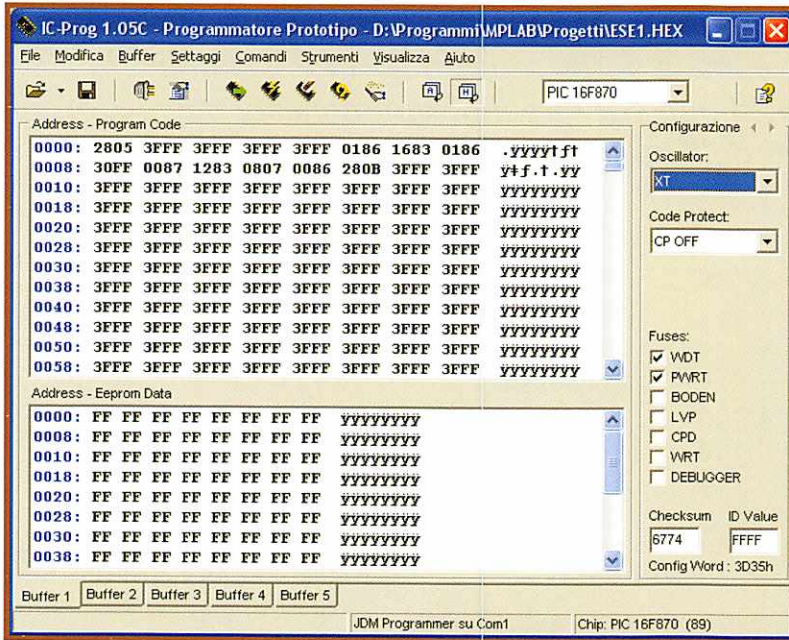 IC-Prog 1.05C - Programmatore Prototipo - D:\Programmi\MPLAB\Progetti\ESE1.HEX
File Modifica Buffer Settaggi Comandi Strumenti Visualizza Aiuto
PIC 16F870
Address - Program Code
0000: 2805 3FFF 3FFF 3FFF 3FFF 0186 1683 0186 .ÿÿÿÿ†ƒ†
0008: 30FF 0087 1283 0807 0086 280B 3FFF 3FFF ÿ‡ƒ.†.ÿÿ
0010: 3FFF 3FFF 3FFF 3FFF 3FFF 3FFF 3FFF 3FFF ÿÿÿÿÿÿÿÿ
0018: 3FFF 3FFF 3FFF 3FFF 3FFF 3FFF 3FFF 3FFF ÿÿÿÿÿÿÿÿ
0020: 3FFF 3FFF 3FFF 3FFF 3FFF 3FFF 3FFF 3FFF ÿÿÿÿÿÿÿÿ
0028: 3FFF 3FFF 3FFF 3FFF 3FFF 3FFF 3FFF 3FFF ÿÿÿÿÿÿÿÿ
0030: 3FFF 3FFF 3FFF 3FFF 3FFF 3FFF 3FFF 3FFF ÿÿÿÿÿÿÿÿ
0038: 3FFF 3FFF 3FFF 3FFF 3FFF 3FFF 3FFF 3FFF ÿÿÿÿÿÿÿÿ
0040: 3FFF 3FFF 3FFF 3FFF 3FFF 3FFF 3FFF 3FFF ÿÿÿÿÿÿÿÿ
0048: 3FFF 3FFF 3FFF 3FFF 3FFF 3FFF 3FFF 3FFF ÿÿÿÿÿÿÿÿ
0050: 3FFF 3FFF 3FFF 3FFF 3FFF 3FFF 3FFF 3FFF ÿÿÿÿÿÿÿÿ
0058: 3FFF 3FFF 3FFF 3FFF 3FFF 3FFF 3FFF 3FFF ÿÿÿÿÿÿÿÿ
Address - Eeprom Data
0000: FF FF FF FF FF FF FF FF ÿÿÿÿÿÿÿÿ
0008: FF FF FF FF FF FF FF FF ÿÿÿÿÿÿÿÿ
0010: FF FF FF FF FF FF FF FF ÿÿÿÿÿÿÿÿ
0018: FF FF FF FF FF FF FF FF ÿÿÿÿÿÿÿÿ
0020: FF FF FF FF FF FF FF FF ÿÿÿÿÿÿÿÿ
0028: FF FF FF FF FF FF FF FF ÿÿÿÿÿÿÿÿ
0030: FF FF FF FF FF FF FF FF ÿÿÿÿÿÿÿÿ
0038: FF FF FF FF FF FF FF FF ÿÿÿÿÿÿÿÿ
Configurazione
Oscillator:
XT
Code Protect:
CP OFF
Fuses:
WDT
PWRT
BODEN
LVP
CPD
WRT
DEBUGGER
Checksum ID Value
6774 FFFF
Config Word : 3D35h
Buffer 1 Buffer 2 Buffer 3 Buffer 4 Buffer 5
JDM Programmer su Com1 Chip: PIC 16F870 (89)